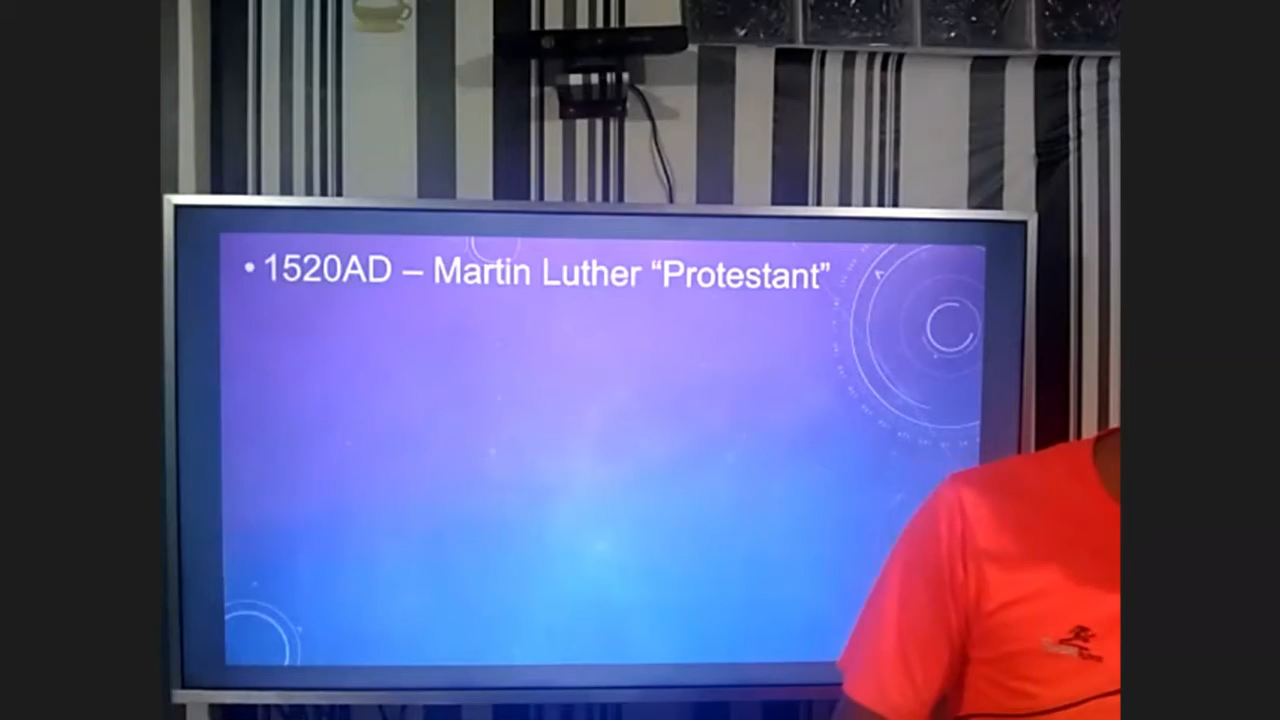 • 1520AD – Martin Luther “Protestant”